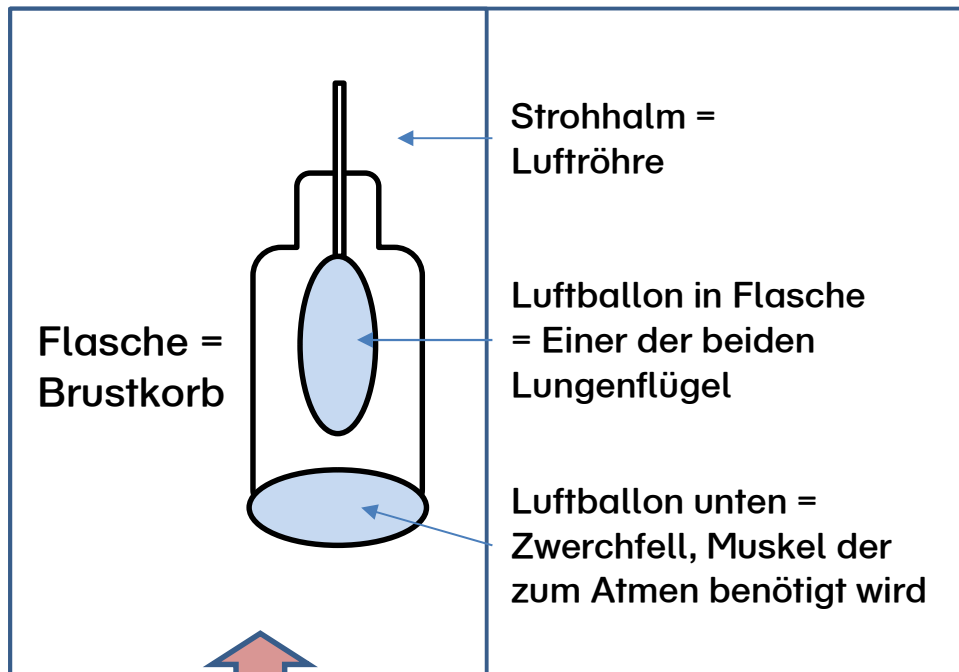 Strohhalm =
Luftröhre
Flasche =
Brustkorb
Luftballon in Flasche
= Einer der beiden
Lungenflügel
Luftballon unten =
Zwerchfell, Muskel der
zum Atmen benötigt wird